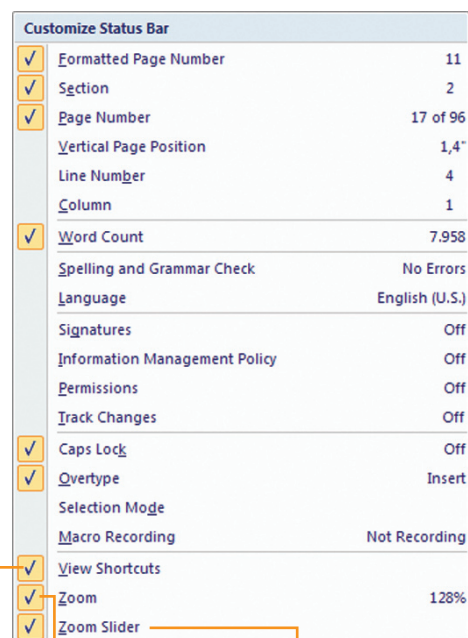 Customize Status Bar
Formatted Page Number 11
Section 2
Page Number 17 of 96
Vertical Page Position 1,4"
Line Number 4
Column 1
Word Count 7.958
Spelling and Grammar Check No Errors
Language English (U.S.)
Signatures Off
Information Management Policy Off
Permissions Off
Track Changes Off
Caps Lock Off
Overtype Insert
Selection Mode
Macro Recording Not Recording
View Shortcuts
Zoom 128%
Zoom Slider